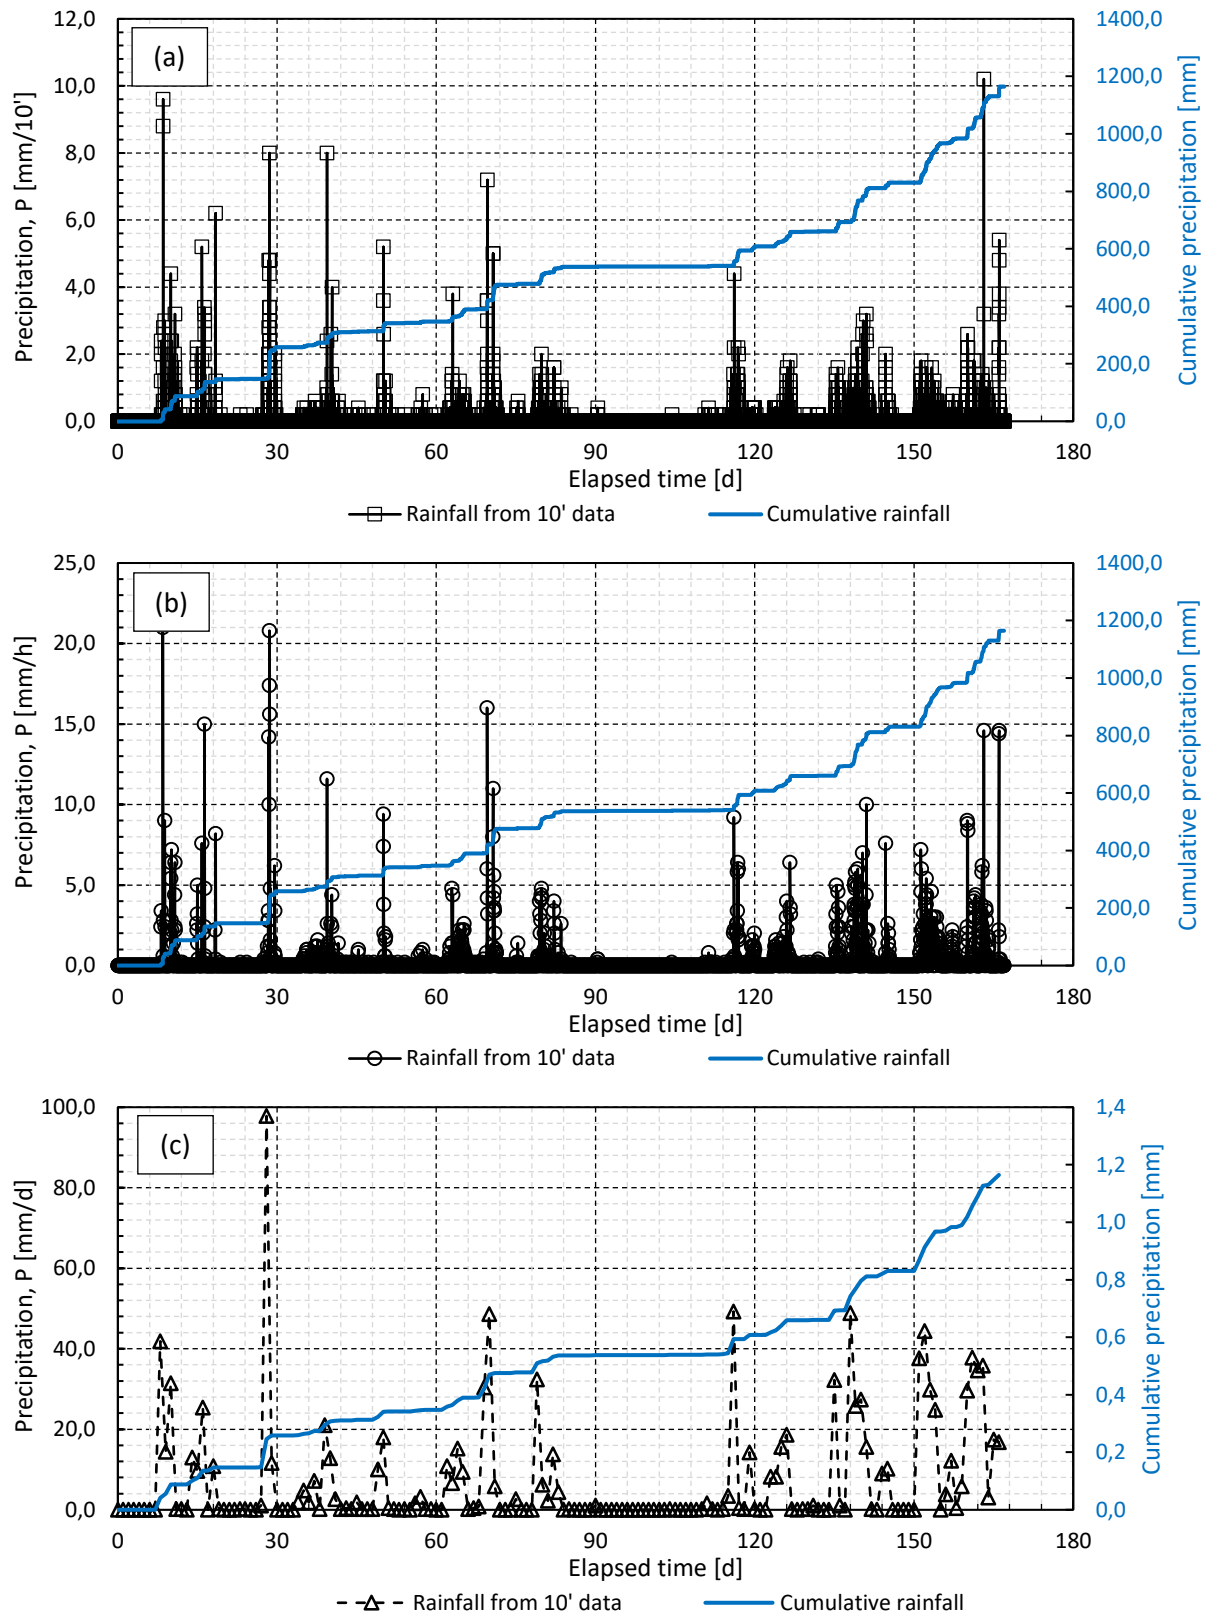 12,0
10,0
8,0
6,0
4,0
2,0
0,0
Precipitation, P [mm/10']
(a)
1400,0
1200,0
1000,0
800,0
600,0
400,0
200,0
0,0
Cumulative precipitation [mm]
0 30 60 90 120 150 180
Elapsed time [d]
Rainfall from 10' data Cumulative rainfall
25,0
20,0
15,0
10,0
5,0
0,0
Precipitation, P [mm/h]
(b)
1400,0
1200,0
1000,0
800,0
600,0
400,0
200,0
0,0
Cumulative precipitation [mm]
0 30 60 90 120 150 180
Elapsed time [d]
Rainfall from 10' data Cumulative rainfall
100,0
80,0
60,0
40,0
20,0
0,0
Precipitation, P [mm/d]
(c)
1,4
1,2
1,0
0,8
0,6
0,4
0,2
0,0
Cumulative precipitation [mm]
0 30 60 90 120 150 180
Elapsed time [d]
Rainfall from 10' data Cumulative rainfall